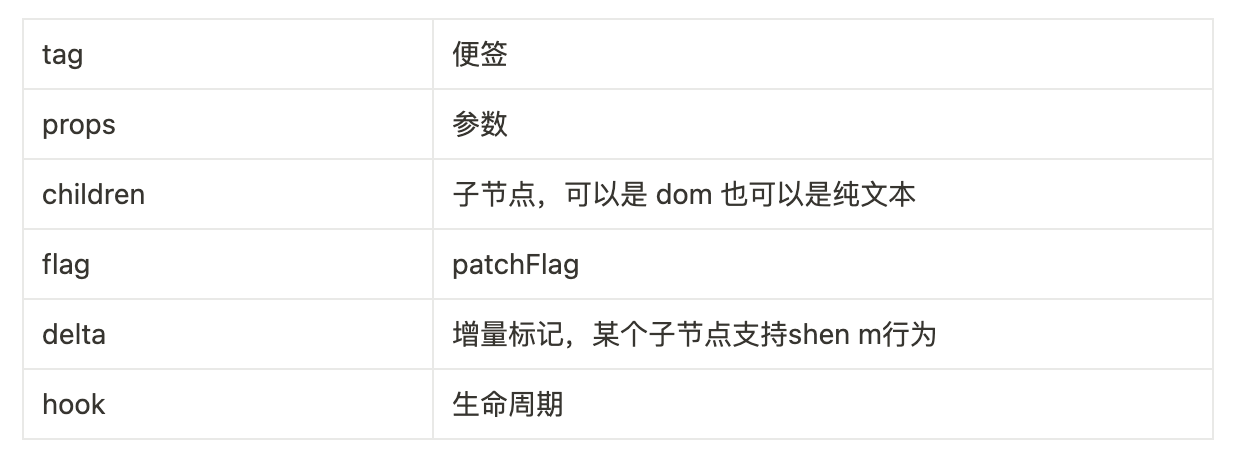 tag 便签
props 参数
children 子节点，可以是 dom 也可以是纯文本
flag patchFlag
delta 增量标记，某个子节点支持shen m行为
hook 生命周期